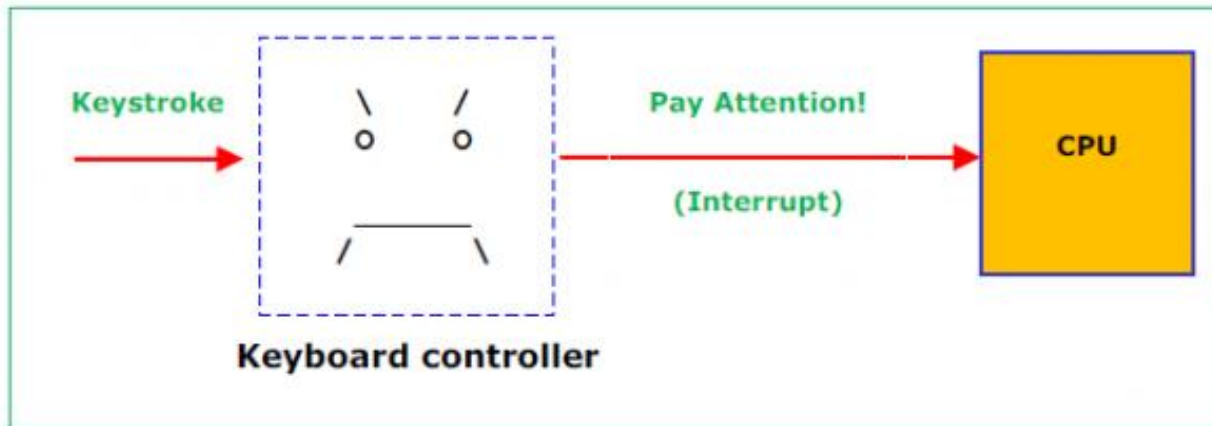 Keystroke
Pay Attention!
(Interrupt)
CPU
Keyboard controller